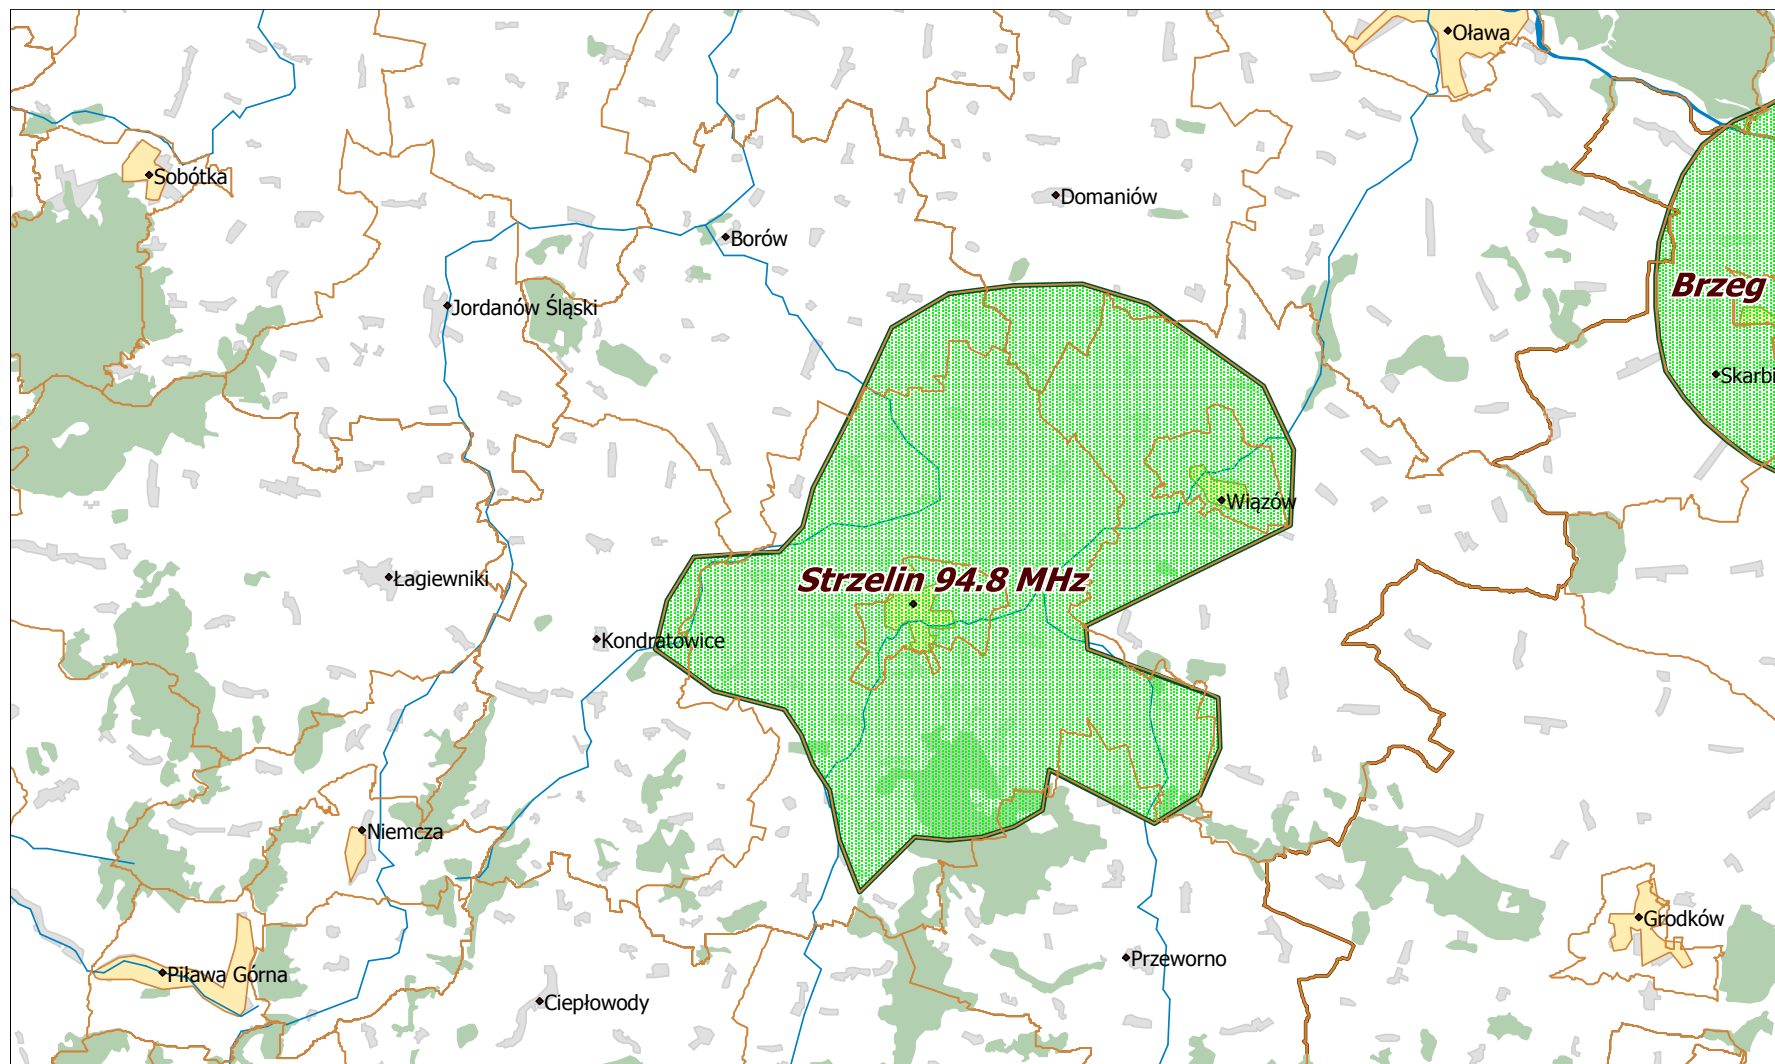 Oława
Sobótka
Domaniów
Borów
Brzeg
Jordanów Śląski
Wiązów
Strzelin 94.8 MHz
Łagiewniki
Kondratowice
Niemcza
Grodków
Przeworno
Piława Górna
Ciepłowody